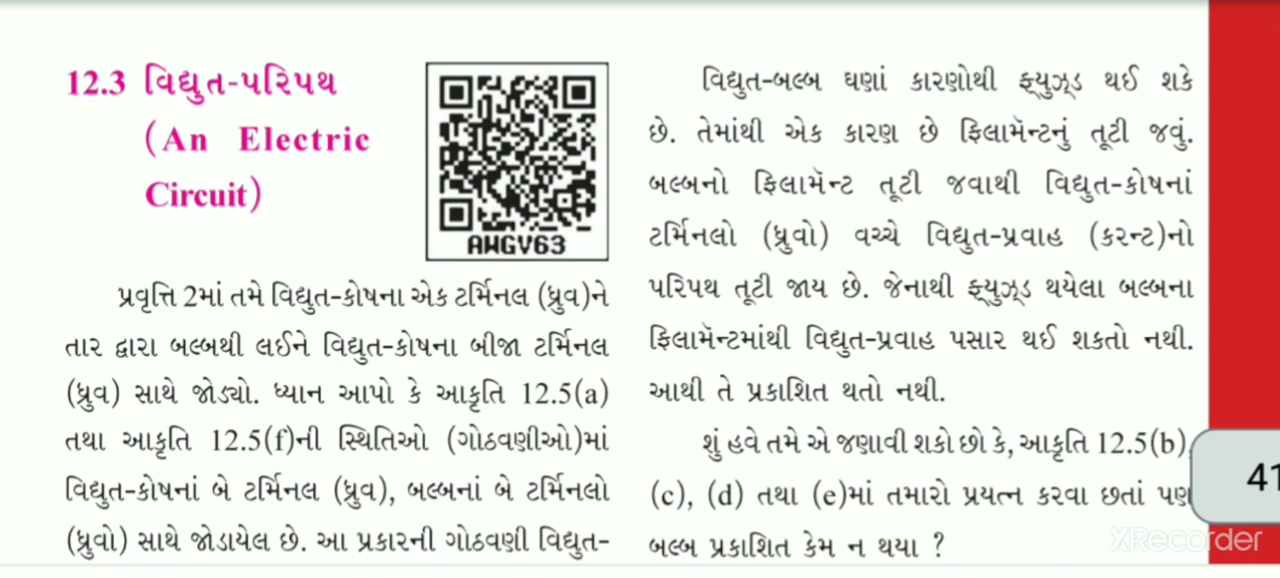 12.3 વિદ્યુત-પરિપથ
(An Electric
Circuit)
AWGV63
પ્રવૃત્તિ 2માં તમે વિદ્યુત-કોષના એક ટર્મિનલ (ધ્રુવ)ને
તાર દ્વારા બલ્બથી લઈને વિદ્યુત-કોષના બીજા ટર્મિનલ
(ધ્રુવ) સાથે જોડ્યો. ધ્યાન આપો કે આકૃતિ 12.5(a)
તથા આકૃતિ 12.5(f)ની સ્થિતિઓ (ગોઠવણીઓ)માં
વિદ્યુત-કોષનાં બે ટર્મિનલ (ધ્રુવ), બલ્બનાં બે ટર્મિનલો
(ધ્રુવો) સાથે જોડાયેલ છે. આ પ્રકારની ગોઠવણી વિદ્યુત-
વિદ્યુત-બલ્બ ઘણાં કારણોથી ફ્યુઝ્ડ થઈ શકે
છે. તેમાંથી એક કારણ છે ફિલામૅન્ટનું તૂટી જવું.
બલ્બનો ફિલામૅન્ટ તૂટી જવાથી વિદ્યુત-કોષનાં
ટર્મિનલો (ધ્રુવો) વચ્ચે વિદ્યુત-પ્રવાહ (કરન્ટ)નો
પરિપથ તૂટી જાય છે. જેનાથી ફ્યુઝ્ડ થયેલા બલ્બના
ફિલામૅન્ટમાંથી વિદ્યુત-પ્રવાહ પસાર થઈ શકતો નથી.
આથી તે પ્રકાશિત થતો નથી.
શું હવે તમે એ જણાવી શકો છો કે, આકૃતિ 12.5(b),
(c), (d) તથા (e)માં તમારો પ્રયત્ન કરવા છતાં પણ
બલ્બ પ્રકાશિત કેમ ન થયા ?
41
XRecorder